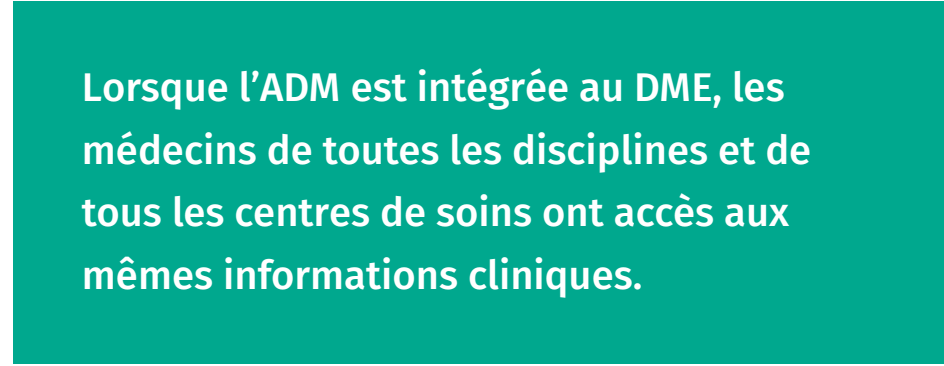 Lorsque l’ADM est intégrée au DME, les
médecins de toutes les disciplines et de
tous les centres de soins ont accès aux
mêmes informations cliniques.